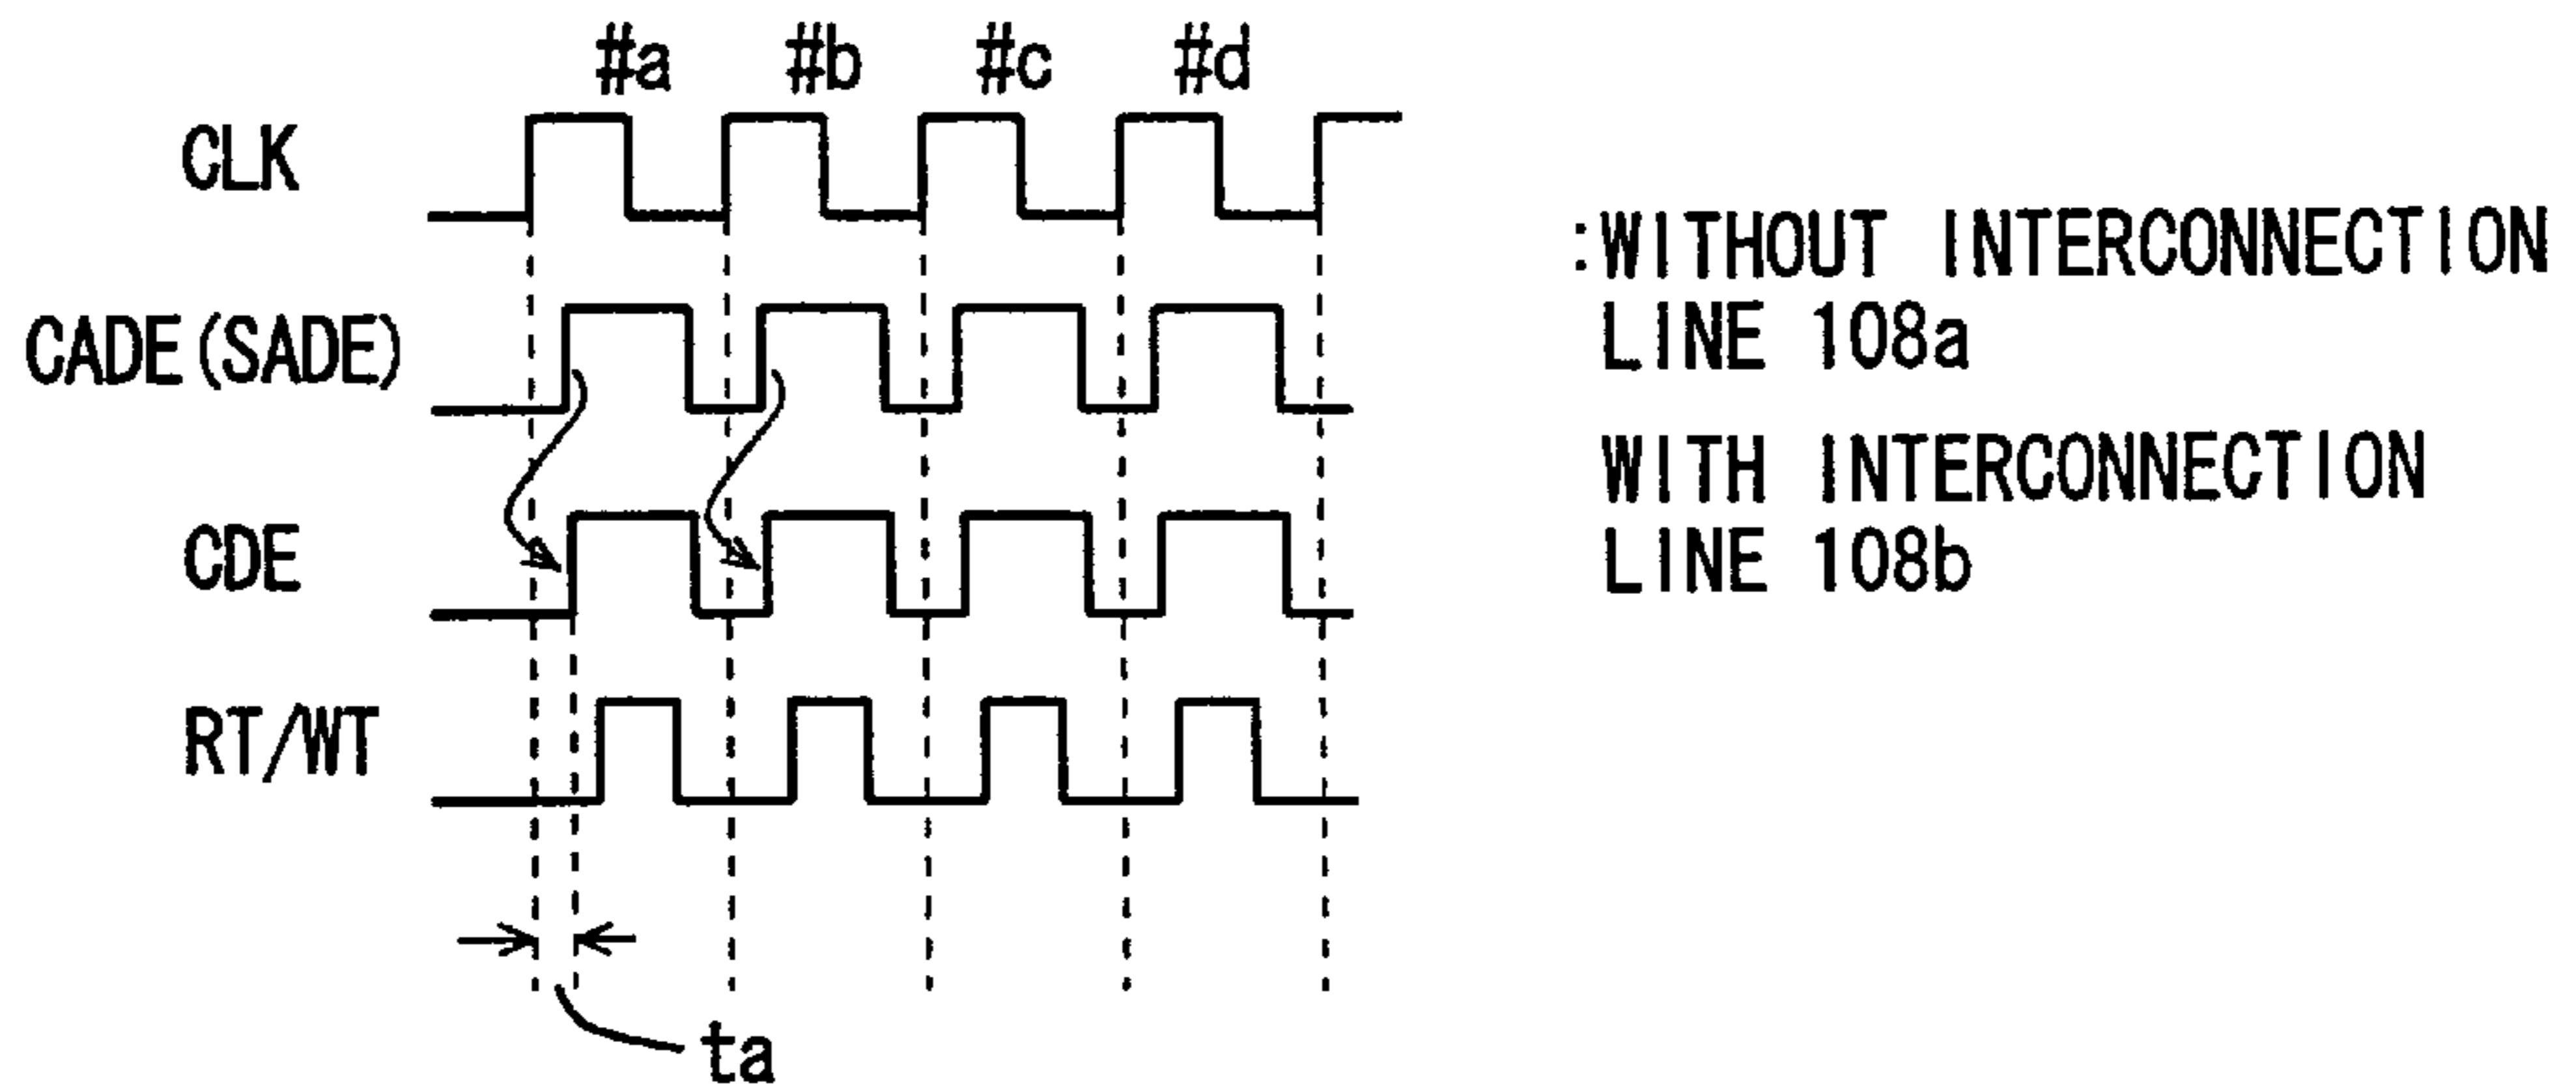 #a #b #c #d
CLK
CADE(SADE)
CDE
RT/WT
ta
:WITHOUT INTERCONNECTION
LINE 108a
WITH INTERCONNECTION
LINE 108b